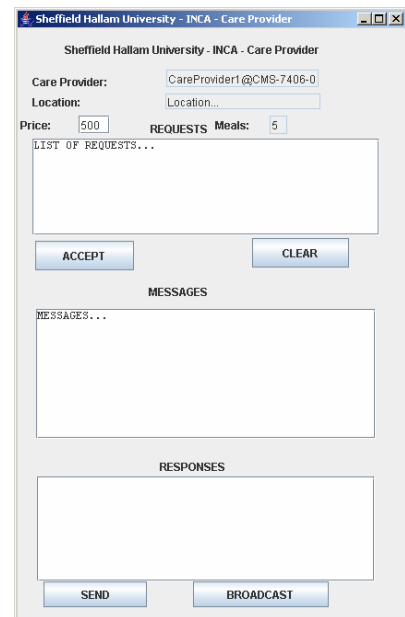 Sheffield Hallam University - INCA - Care Provider
Sheffield Hallam University - INCA - Care Provider
Care Provider: CareProvider1@CMS-7406-0
Location: Location...
Price: 500 REQUESTS Meals: 5
LIST OF REQUESTS...
ACCEPT CLEAR
MESSAGES
MESSAGES...
RESPONSES
SEND BROADCAST